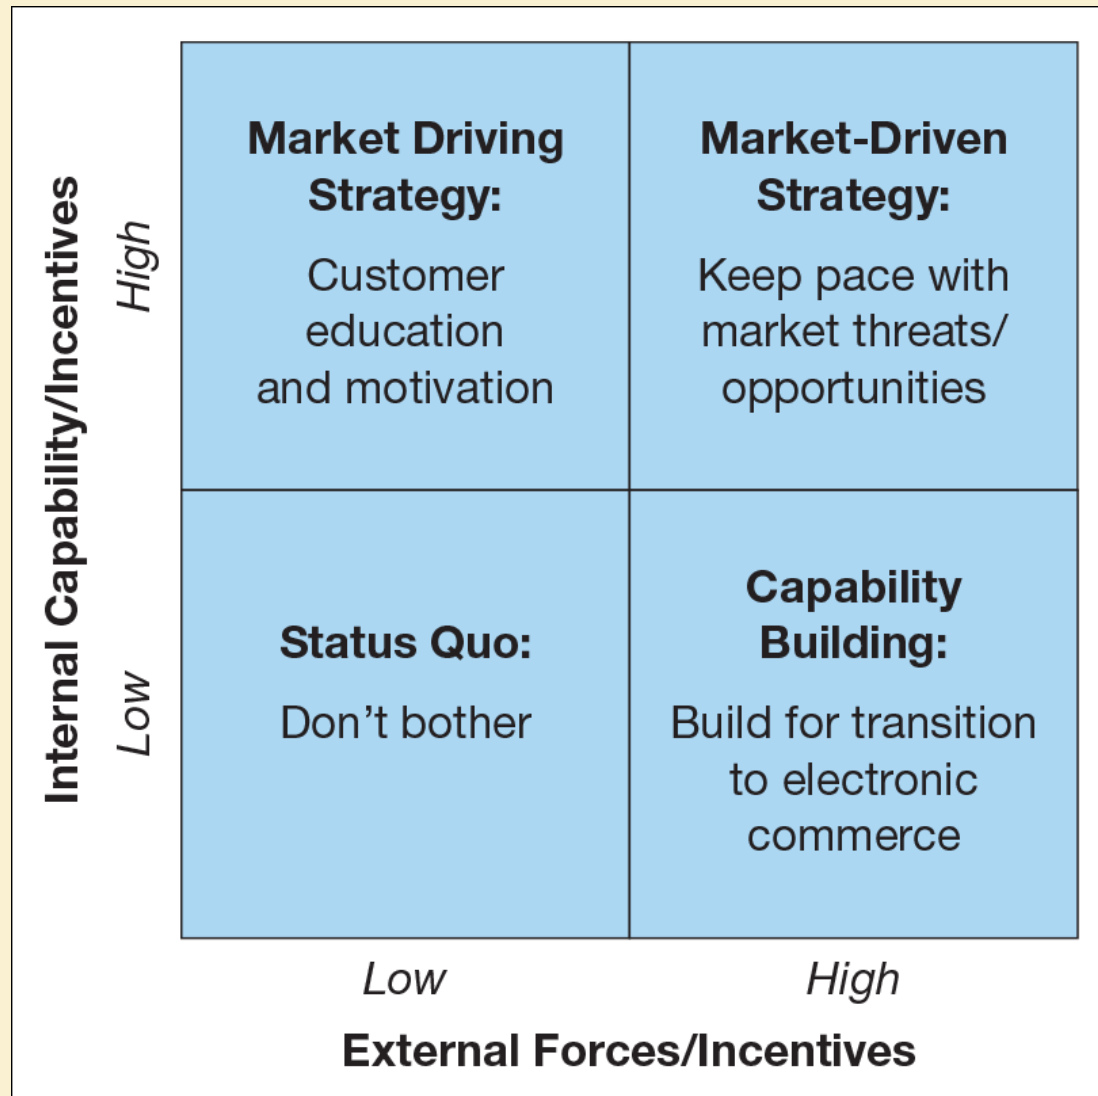 Internal Capability/Incentives
High
Low
Market Driving
Strategy:
Customer
education
and motivation
Market-Driven
Strategy:
Keep pace with
market threats/
opportunities
Status Quo:
Don’t bother
Capability
Building:
Build for transition
to electronic
commerce
Low
High
External Forces/Incentives